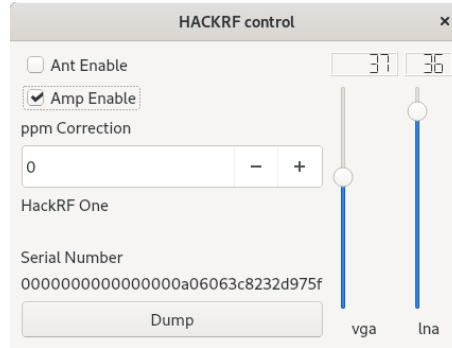 HACKRF control
×
Ant Enable
37 36
Amp Enable
ppm Correction
0 − +
HackRF One
Serial Number
0000000000000000a06063c8232d975f
Dump
vga lna